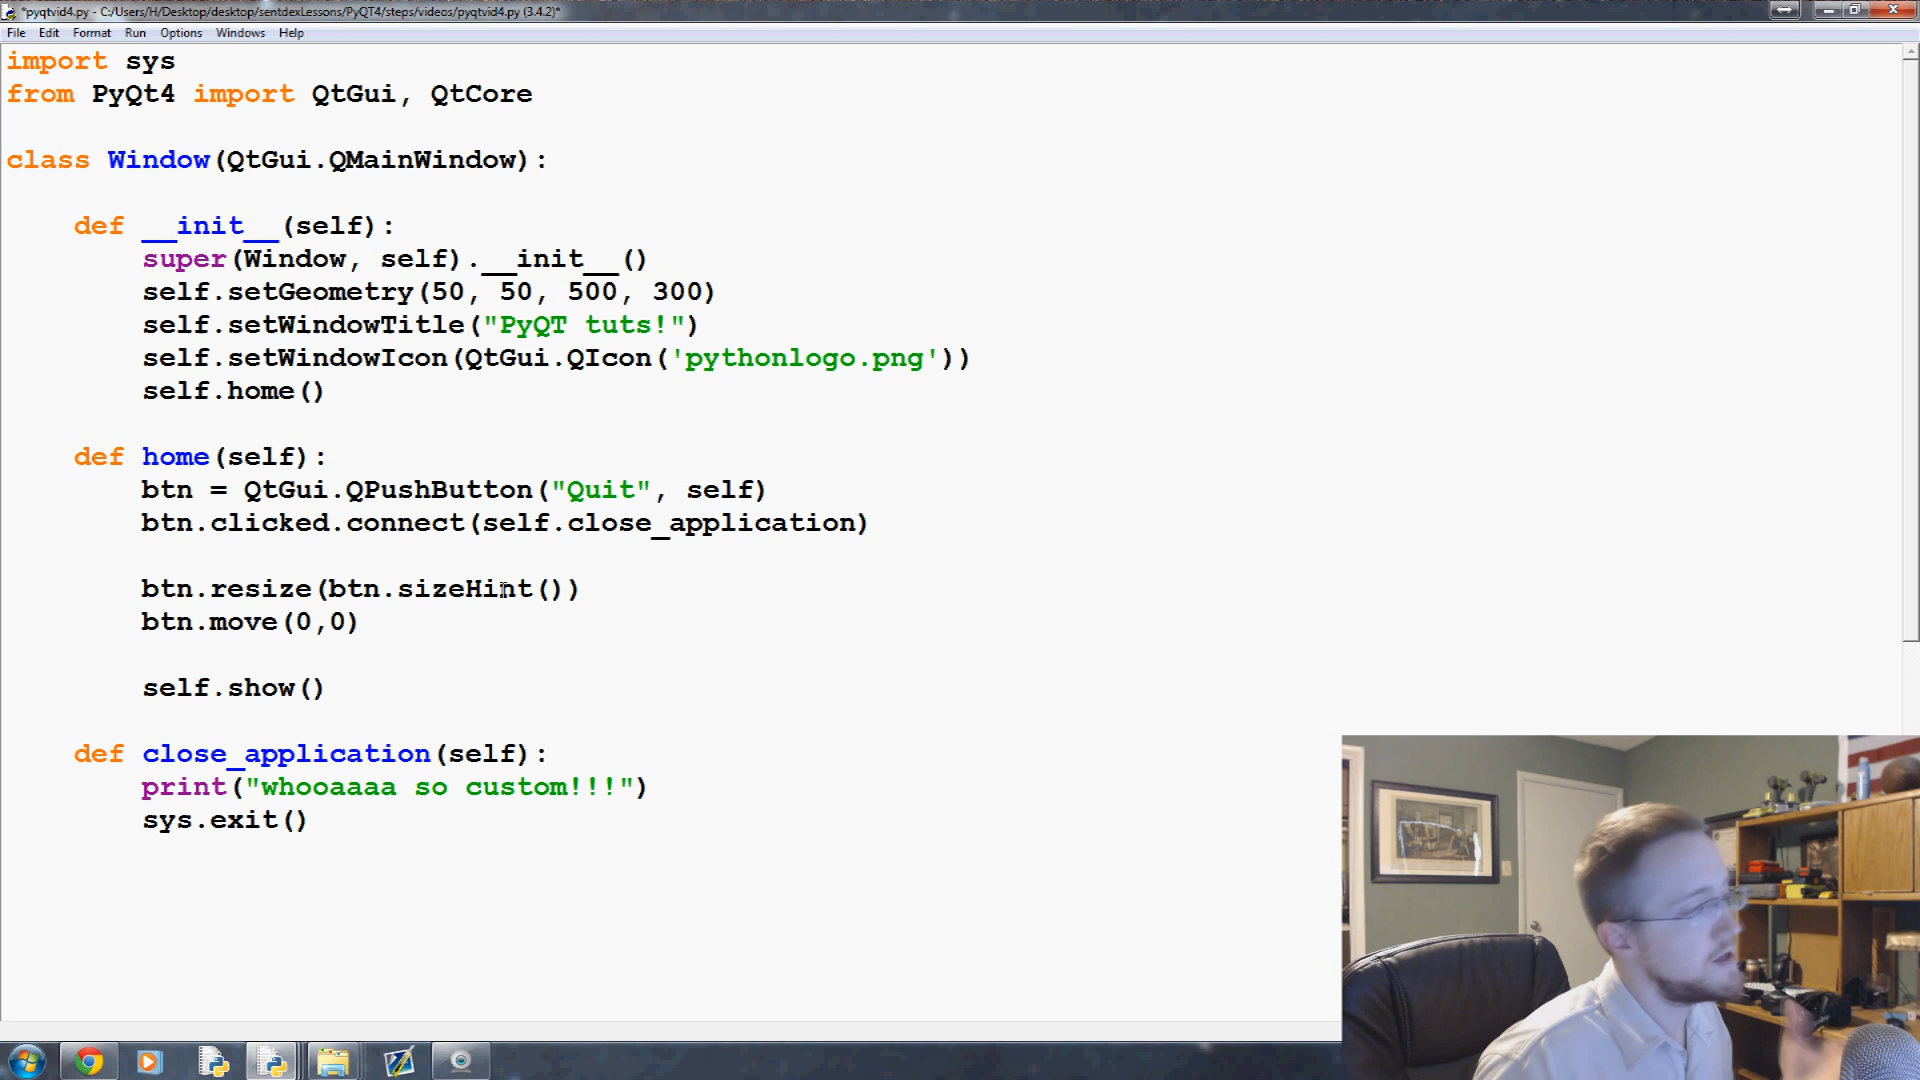 *pyqtvid4.py - C:/Users/H/Desktop/desktop/sentdexLessons/PyQT4/steps/videos/pyqtvid4.py (3.4.2)*
File Edit Format Run Options Windows Help
import sys
from PyQt4 import QtGui, QtCore
class Window(QtGui.QMainWindow):
    def __init__(self):
        super(Window, self).__init__()
        self.setGeometry(50, 50, 500, 300)
        self.setWindowTitle("PyQT tuts!")
        self.setWindowIcon(QtGui.QIcon('pythonlogo.png'))
        self.home()
    def home(self):
        btn = QtGui.QPushButton("Quit", self)
        btn.clicked.connect(self.close_application)
        btn.resize(btn.sizeHint())
        btn.move(0,0)
        self.show()
    def close_application(self):
        print("whooaaaa so custom!!!")
        sys.exit()